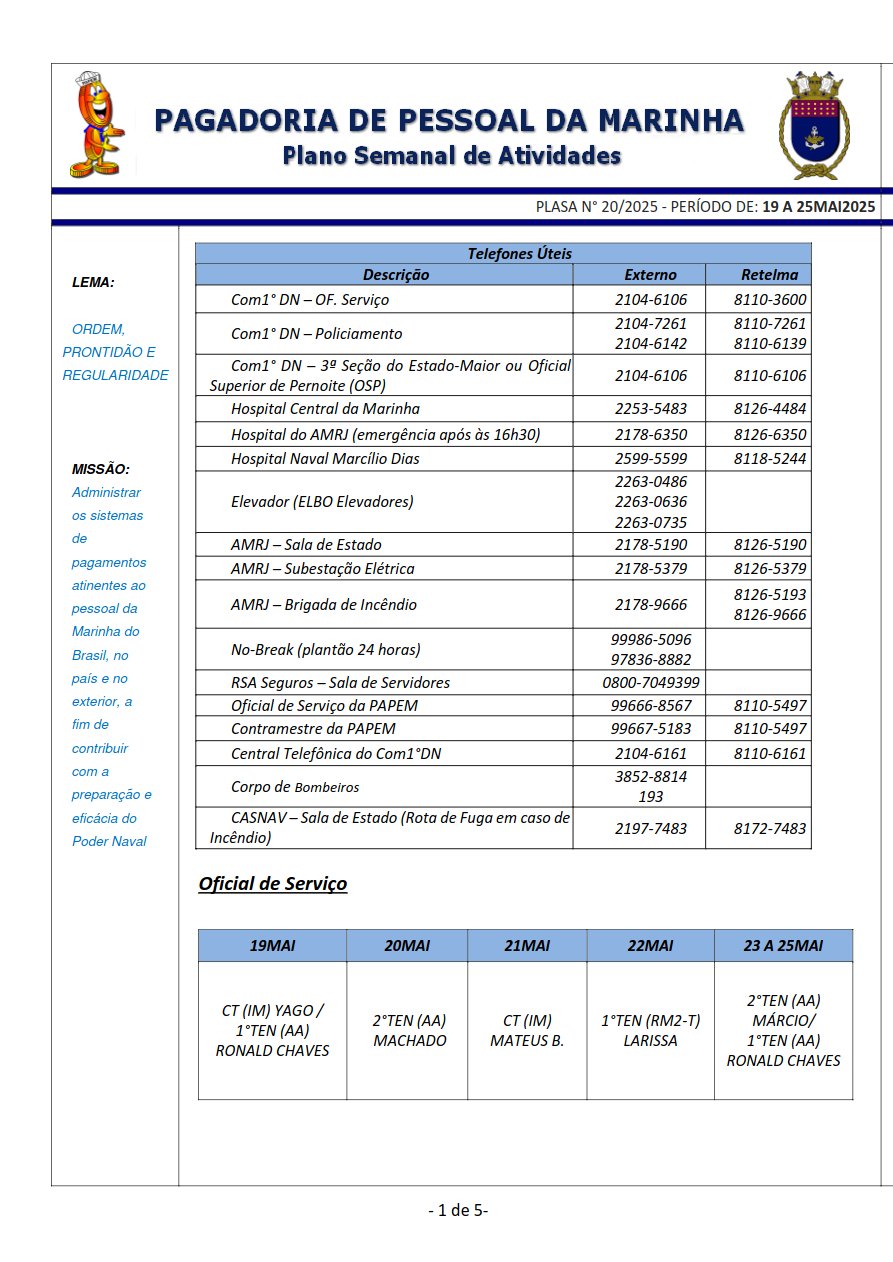 PAGADORIA DE PESSOAL DA MARINHA
Plano Semanal de Atividades
PLASA N° 20/2025 - PERÍODO DE: 19 A 25MAI2025
LEMA:
ORDEM,
PRONTIDÃO E
REGULARIDADE
MISSÃO:
Administrar
os sistemas
de
pagamentos
atinentes ao
pessoal da
Marinha do
Brasil, no
país e no
exterior, a
fim de
contribuir
com a
preparação e
eficácia do
Poder Naval
Telefones Úteis
Descrição Externo Retelma
Com1° DN – OF. Serviço 2104-6106 8110-3600
Com1° DN – Policiamento 2104-7261 8110-7261
2104-6142 8110-6139
Com1° DN – 3ª Seção do Estado-Maior ou Oficial
Superior de Pernoite (OSP) 2104-6106 8110-6106
Hospital Central da Marinha 2253-5483 8126-4484
Hospital do AMRJ (emergência após às 16h30) 2178-6350 8126-6350
Hospital Naval Marcílio Dias 2599-5599 8118-5244
Elevador (ELBO Elevadores) 2263-0486
2263-0636
2263-0735
AMRJ – Sala de Estado 2178-5190 8126-5190
AMRJ – Subestação Elétrica 2178-5379 8126-5379
AMRJ – Brigada de Incêndio 2178-9666 8126-5193
8126-9666
No-Break (plantão 24 horas) 99986-5096
97836-8882
RSA Seguros – Sala de Servidores 0800-7049399
Oficial de Serviço da PAPEM 99666-8567 8110-5497
Contramestre da PAPEM 99667-5183 8110-5497
Central Telefônica do Com1°DN 2104-6161 8110-6161
Corpo de Bombeiros 3852-8814
193
CASNAV – Sala de Estado (Rota de Fuga em caso de
Incêndio) 2197-7483 8172-7483
Oficial de Serviço
19MAI 20MAI 21MAI 22MAI 23 A 25MAI
CT (IM) YAGO /
1°TEN (AA)
RONALD CHAVES
2°TEN (AA)
MACHADO
CT (IM)
MATEUS B.
1°TEN (RM2-T)
LARISSA
2°TEN (AA)
MÁRCIO/
1°TEN (AA)
RONALD CHAVES
- 1 de 5-